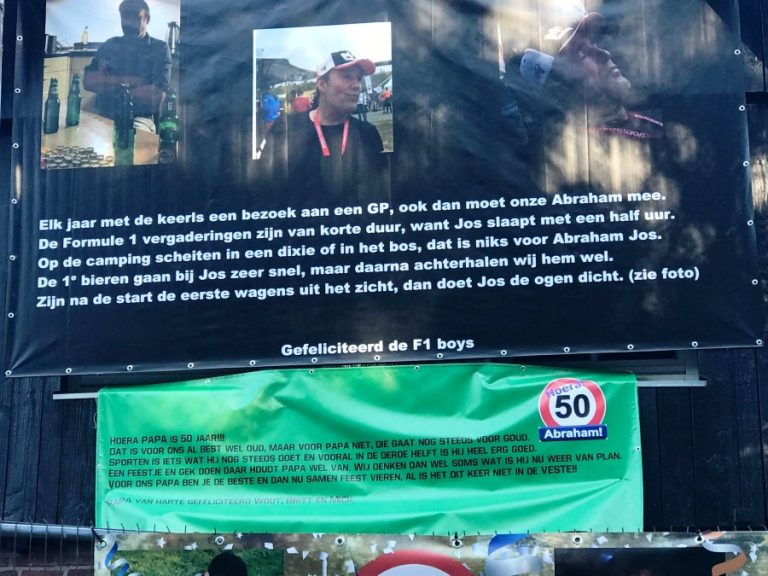 Elk jaar met de keerls een bezoek aan een GP, ook dan moet onze Abraham mee.
De Formule 1 vergaderingen zijn van korte duur, want Jos slaapt met een half uur.
Op de camping scheiten in een dixie of in het bos, dat is niks voor Abraham Jos.
De 1e bieren gaan bij Jos zeer snel, maar daarna achterhalen wij hem wel.
Zijn na de start de eerste wagens uit het zicht, dan doet Jos de ogen dicht. (zie foto)
Gefeliciteerd de F1 boys
Hoera!
50
Abraham!
HOERA PAPA IS 50 JAAR!!!
DAT IS VOOR ONS AL BEST WEL OUD, MAAR VOOR PAPA NIET, DIE GAAT NOG STEEDS VOOR GOUD.
SPORTEN IS IETS WAT HIJ NOG STEEDS DOET EN VOORAL IN DE DERDE HELFT IS HIJ HEEL ERG GOED.
EEN FEESTJE EN GEK DOEN DAAR HOUDT PAPA WEL VAN. WIJ DENKEN DAN WEL SOMS WAT IS HIJ NU WEER VAN PLAN.
VOOR ONS PAPA BEN JE DE BESTE EN DAN NU SAMEN FEEST VIEREN, AL IS HET DIT KEER NIET IN DE VESTE!!
PAPA VAN HARTE GEFELICITEERD WOUT, BRITT EN MICK